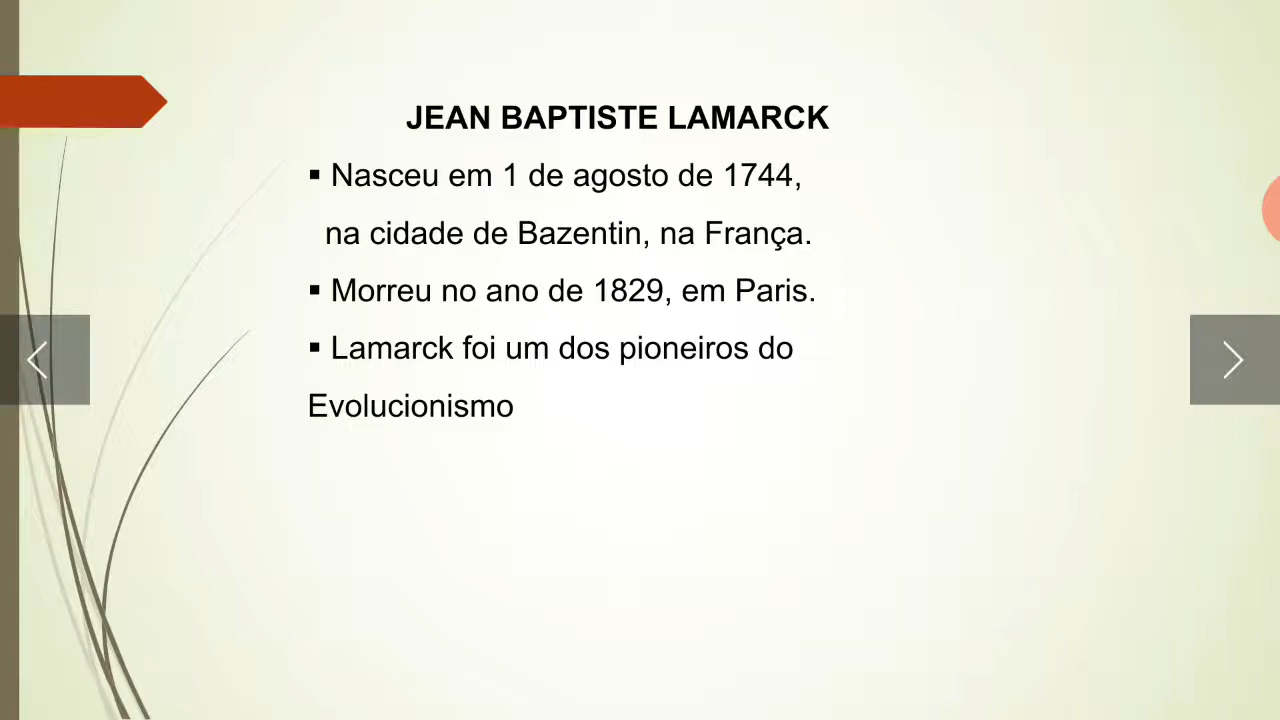 JEAN BAPTISTE LAMARCK
▪ Nasceu em 1 de agosto de 1744,
na cidade de Bazentin, na França.
▪ Morreu no ano de 1829, em Paris.
▪ Lamarck foi um dos pioneiros do
Evolucionismo